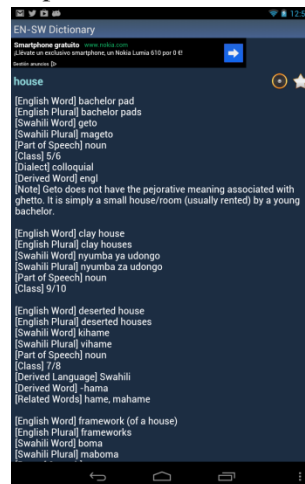 12:5
EN-SW Dictionary
Smartphone gratuito www.nokia.com
¡Llévate un exclusivo smartphone, un Nokia Lumia 610 por 0 €!
Gestión anuncios
house
[English Word] bachelor pad
[English Plural] bachelor pads
[Swahili Word] geto
[Swahili Plural] mageto
[Part of Speech] noun
[Class] 5/6
[Dialect] colloquial
[Derived Word] engl
[Note] Geto does not have the pejorative meaning associated with
ghetto. It is simply a small house/room (usually rented) by a young
bachelor.
[English Word] clay house
[English Plural] clay houses
[Swahili Word] nyumba ya udongo
[Swahili Plural] nyumba za udongo
[Part of Speech] noun
[Class] 9/10
[English Word] deserted house
[English Plural] deserted houses
[Swahili Word] kihame
[Swahili Plural] vihame
[Part of Speech] noun
[Class] 7/8
[Derived Language] Swahili
[Derived Word] -hama
[Related Words] hame, mahame
[English Word] framework (of a house)
[English Plural] frameworks
[Swahili Word] boma
[Swahili Plural] maboma